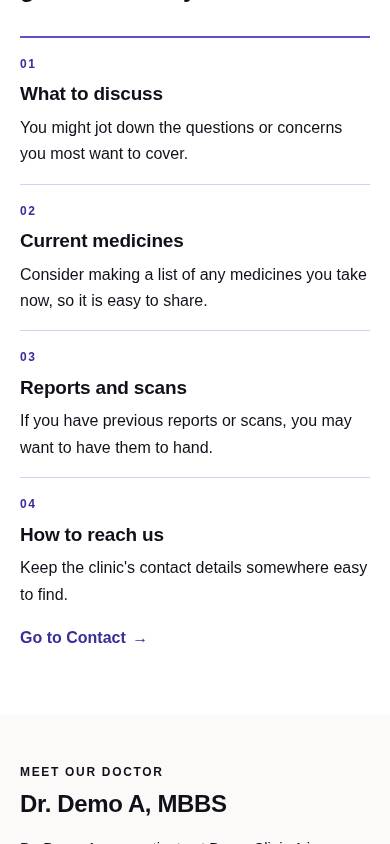 01
What to discuss
You might jot down the questions or concerns
you most want to cover.
02
Current medicines
Consider making a list of any medicines you take
now, so it is easy to share.
03
Reports and scans
If you have previous reports or scans, you may
want to have them to hand.
04
How to reach us
Keep the clinic's contact details somewhere easy
to find.
Go to Contact →
MEET OUR DOCTOR
Dr. Demo A, MBBS